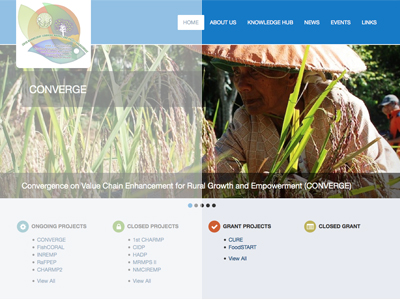 HOME ABOUT US KNOWLEDGE HUB NEWS EVENTS LINKS
CONVERGE
Convergence on Value Chain Enhancement for Rural Growth and Empowerment (CONVERGE)
ONGOING PROJECTS
CONVERGE
FishCORAL
INREMP
RaFPEP
CHARMP2
View All
CLOSED PROJECTS
1st CHARMP
CIOP
HADP
MRMPS II
NMCIREMP
View All
GRANT PROJECTS
CURE
FoodSTART
View All
CLOSED GRANT